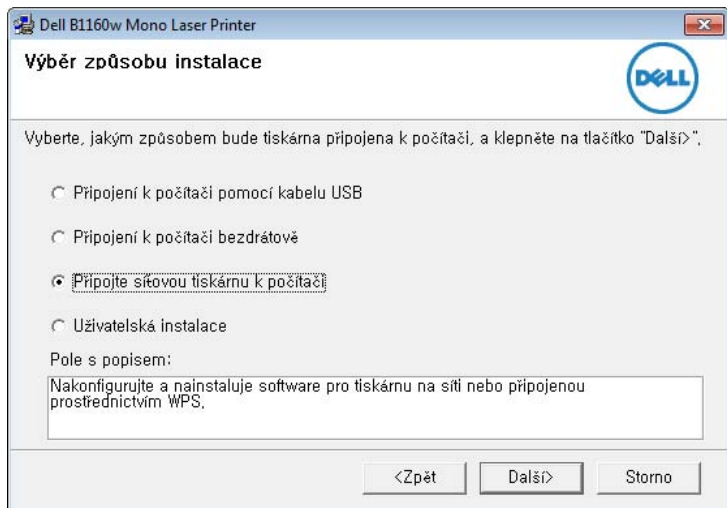 Dell B1160w Mono Laser Printer
Výběr způsobu instalace
DELL
Vyberte, jakým způsobem bude tiskárna připojena k počítači, a klepněte na tlačítko "Další>".
Připojení k počítači pomocí kabelu USB
Připojení k počítači bezdrátově
Připojte síťovou tiskárnu k počítači
Uživatelská instalace
Pole s popisem:
Nakonfigurujte a nainstaluje software pro tiskárnu na síti nebo připojenou
prostřednictvím WPS.
<Zpět
Další>
Storno